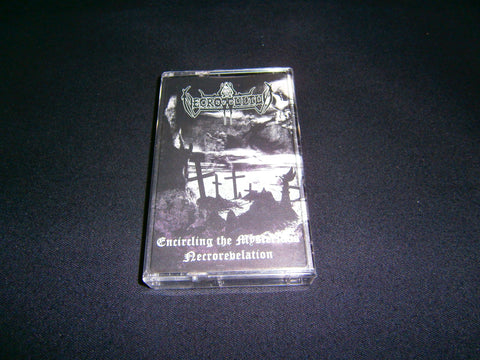 Encircling the Mysterious
Necrorevelation